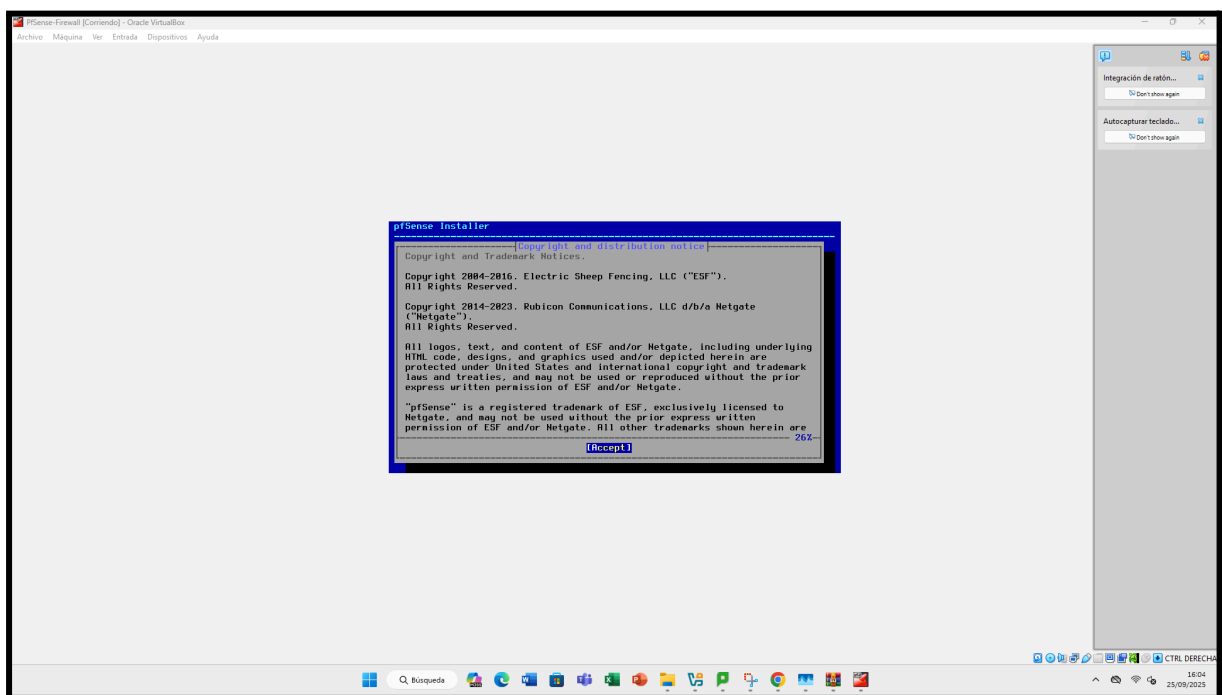 PfSense-Firewall [Corriendo] - Oracle VirtualBox
Archivo Máquina Ver Entrada Dispositivos Ayuda
Integración de ratón...
Don't show again
Autocapturar teclado...
Don't show again
pfSense Installer
Copyright and distribution notice
Copyright and Trademark Notices.
Copyright 2004-2016. Electric Sheep Fencing, LLC ("ESF").
All Rights Reserved.
Copyright 2014-2023. Rubicon Communications, LLC d/b/a Netgate
("Netgate").
All Rights Reserved.
All logos, text, and content of ESF and/or Netgate, including underlying
HTML code, designs, and graphics used and/or depicted herein are
protected under United States and international copyright and trademark
laws and treaties, and may not be used or reproduced without the prior
express written permission of ESF and/or Netgate.
"pfSense" is a registered trademark of ESF, exclusively licensed to
Netgate, and may not be used without the prior express written
permission of ESF and/or Netgate. All other trademarks shown herein are
26%
[Accept]
CTRL DERECHA
Búsqueda
16:04
25/09/2025